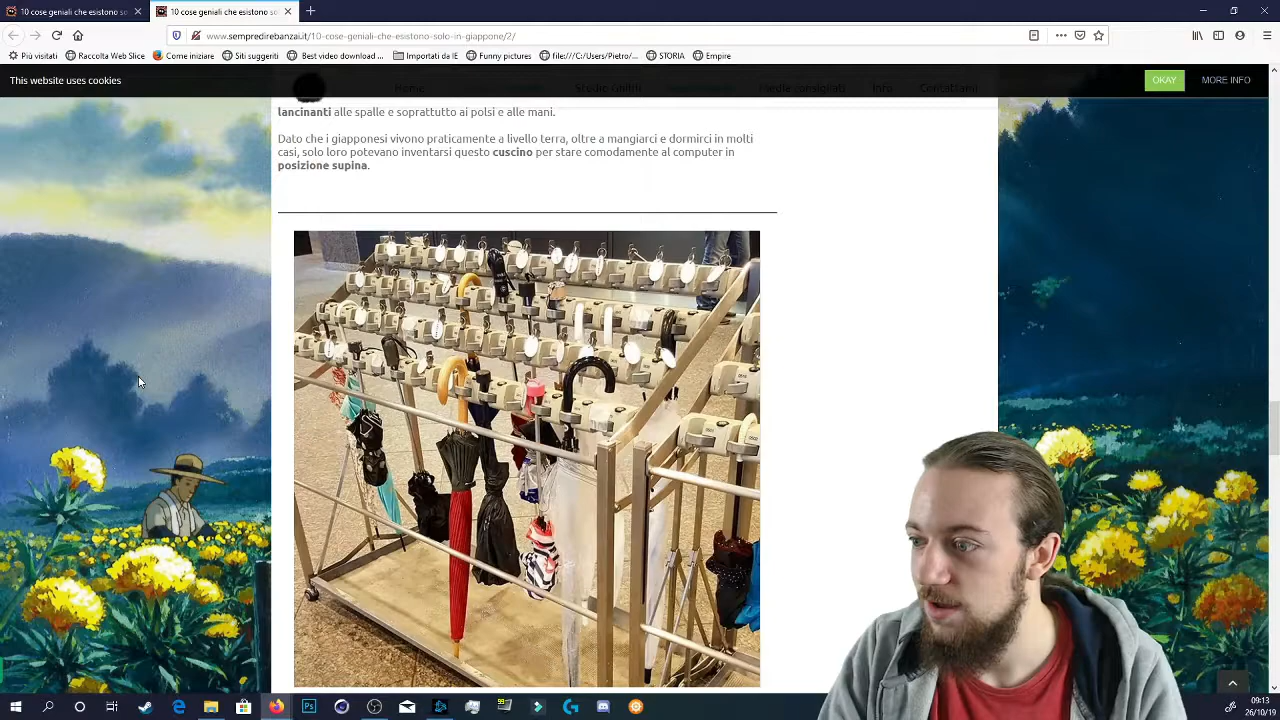 10 cose geniali che esistono so
10 cose geniali che esistono so
www.sempredirebanzai.it/10-cose-geniali-che-esistono-solo-in-giappone/2/
Più visitati
Raccolta Web Slice
Come iniziare
Siti suggeriti
Best video download ...
Importati da IE
Funny pictures
file:///C:/Users/Pietro/...
STORIA
Empire
This website uses cookies
OKAY
MORE INFO
Home
Contattami
lancinanti alle spalle e soprattutto ai polsi e alle mani.
Dato che i giapponesi vivono praticamente a livello terra, oltre a mangiarci e dormirci in molti
casi, solo loro potevano inventarsi questo cuscino per stare comodamente al computer in
posizione supina.
09:13
26/10/19